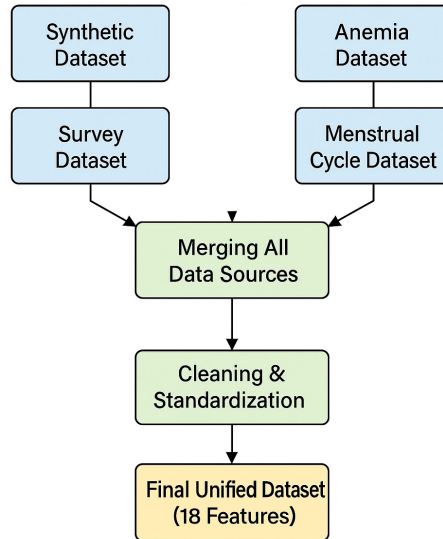 Synthetic
Dataset
Anemia
Dataset
Survey
Dataset
Menstrual
Cycle Dataset
Merging All
Data Sources
Cleaning &
Standardization
Final Unified Dataset
(18 Features)